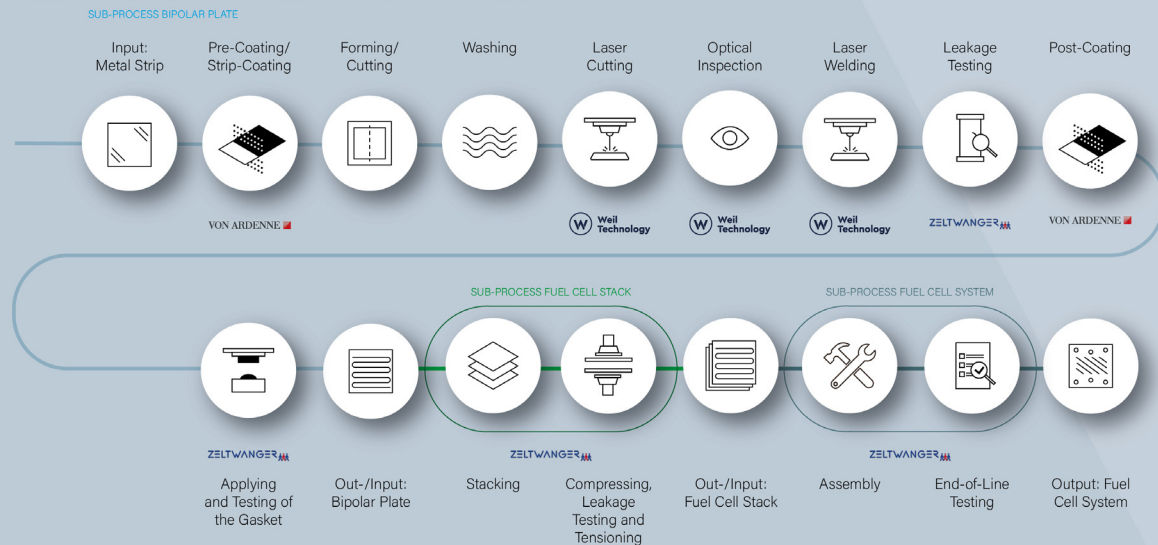 SUB-PROCESS BIPOLAR PLATE
Input:
Metal Strip
Pre-Coating/
Strip-Coating
Forming/
Cutting
Washing
Laser
Cutting
Optical
Inspection
Laser
Welding
Leakage
Testing
Post-Coating
VON ARDENNE
W Weil
Technology
W Weil
Technology
W Weil
Technology
ZELTWANGER
VON ARDENNE
SUB-PROCESS FUEL CELL STACK
SUB-PROCESS FUEL CELL SYSTEM
ZELTWANGER
ZELTWANGER
ZELTWANGER
Applying
and Testing of
the Gasket
Out-/Input:
Bipolar Plate
Stacking
Compressing,
Leakage
Testing and
Tensioning
Out-/Input:
Fuel Cell Stack
Assembly
End-of-Line
Testing
Output: Fuel
Cell System